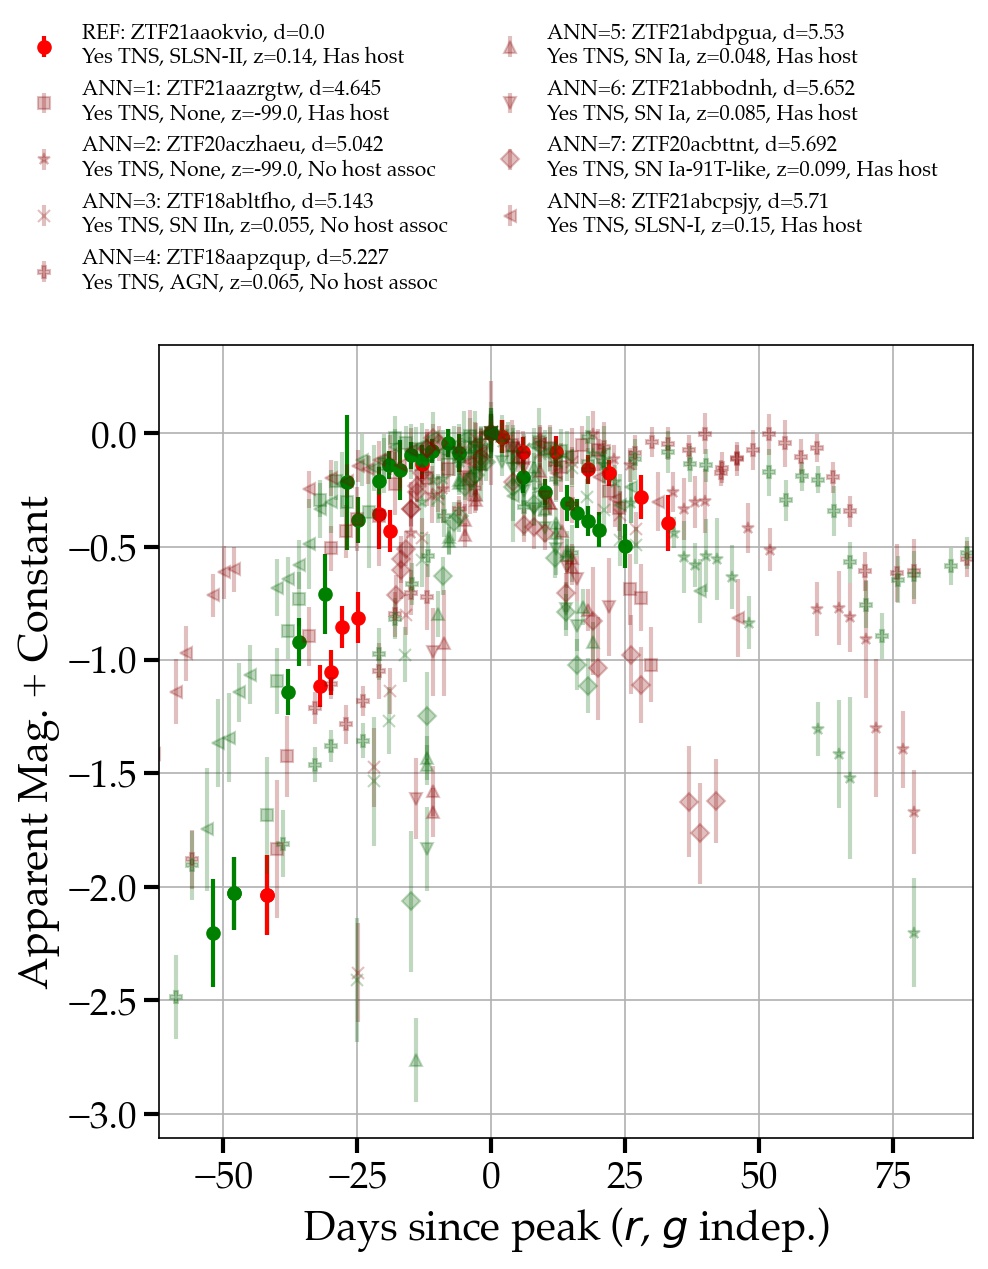 REF: ZTF21aaokvio, d=0.0
Yes TNS, SLSN-II, z=0.14, Has host
ANN=1: ZTF21aazrgtw, d=4.645
Yes TNS, None, z=-99.0, Has host
ANN=2: ZTF20aczhaeu, d=5.042
Yes TNS, None, z=-99.0, No host assoc
ANN=3: ZTF18abltfho, d=5.143
Yes TNS, SN IIn, z=0.055, No host assoc
ANN=4: ZTF18aapzqup, d=5.227
Yes TNS, AGN, z=0.065, No host assoc
ANN=5: ZTF21abdpgua, d=5.53
Yes TNS, SN Ia, z=0.048, Has host
ANN=6: ZTF21abbodnh, d=5.652
Yes TNS, SN Ia, z=0.085, Has host
ANN=7: ZTF20acbttnt, d=5.692
Yes TNS, SN Ia-91T-like, z=0.099, Has host
ANN=8: ZTF21abcpsjy, d=5.71
Yes TNS, SLSN-I, z=0.15, Has host
Apparent Mag. + Constant
0.0
−0.5
−1.0
−1.5
−2.0
−2.5
−3.0
−50
−25
0
25
50
75
Days since peak (r, g indep.)